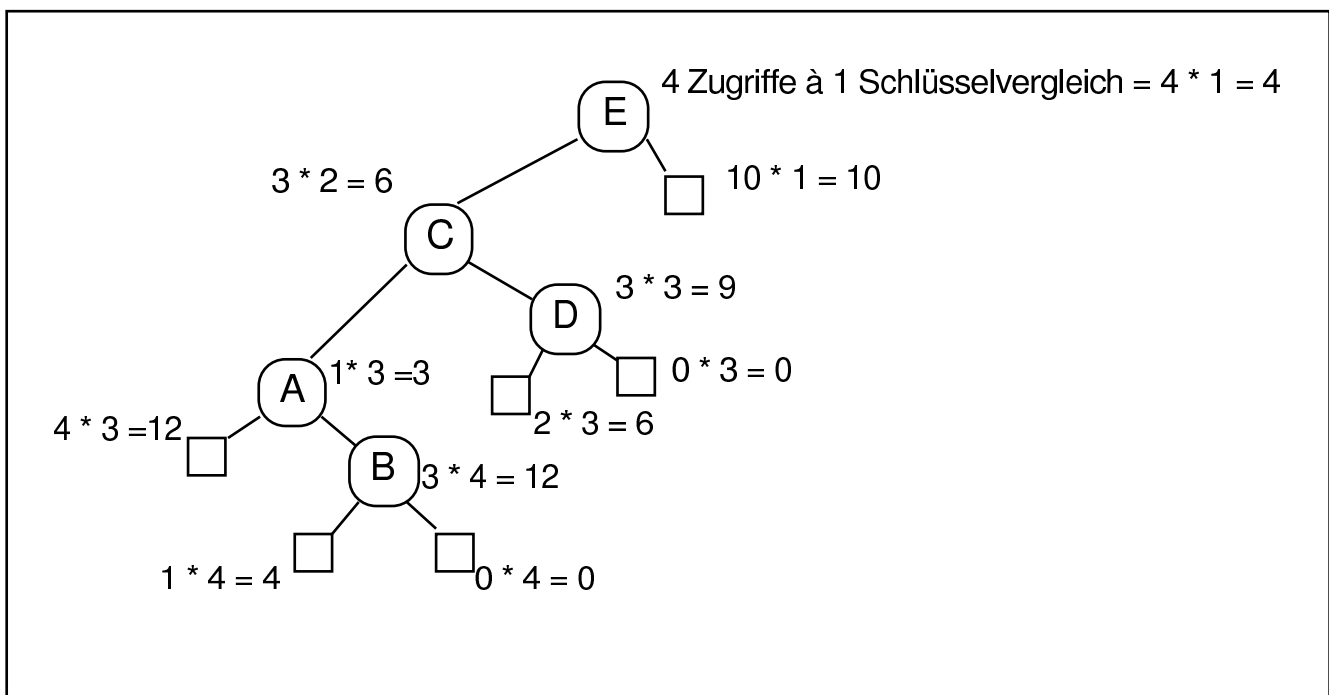 4 Zugriffe à 1 Schlüsselvergleich = 4 * 1 = 4
E
10 * 1 = 10
3 * 2 = 6
C
3 * 3 = 9
D
1* 3 =3
0 * 3 = 0
A
4 * 3 =12
2 * 3 = 6
B
3 * 4 = 12
1 * 4 = 4
0 * 4 = 0